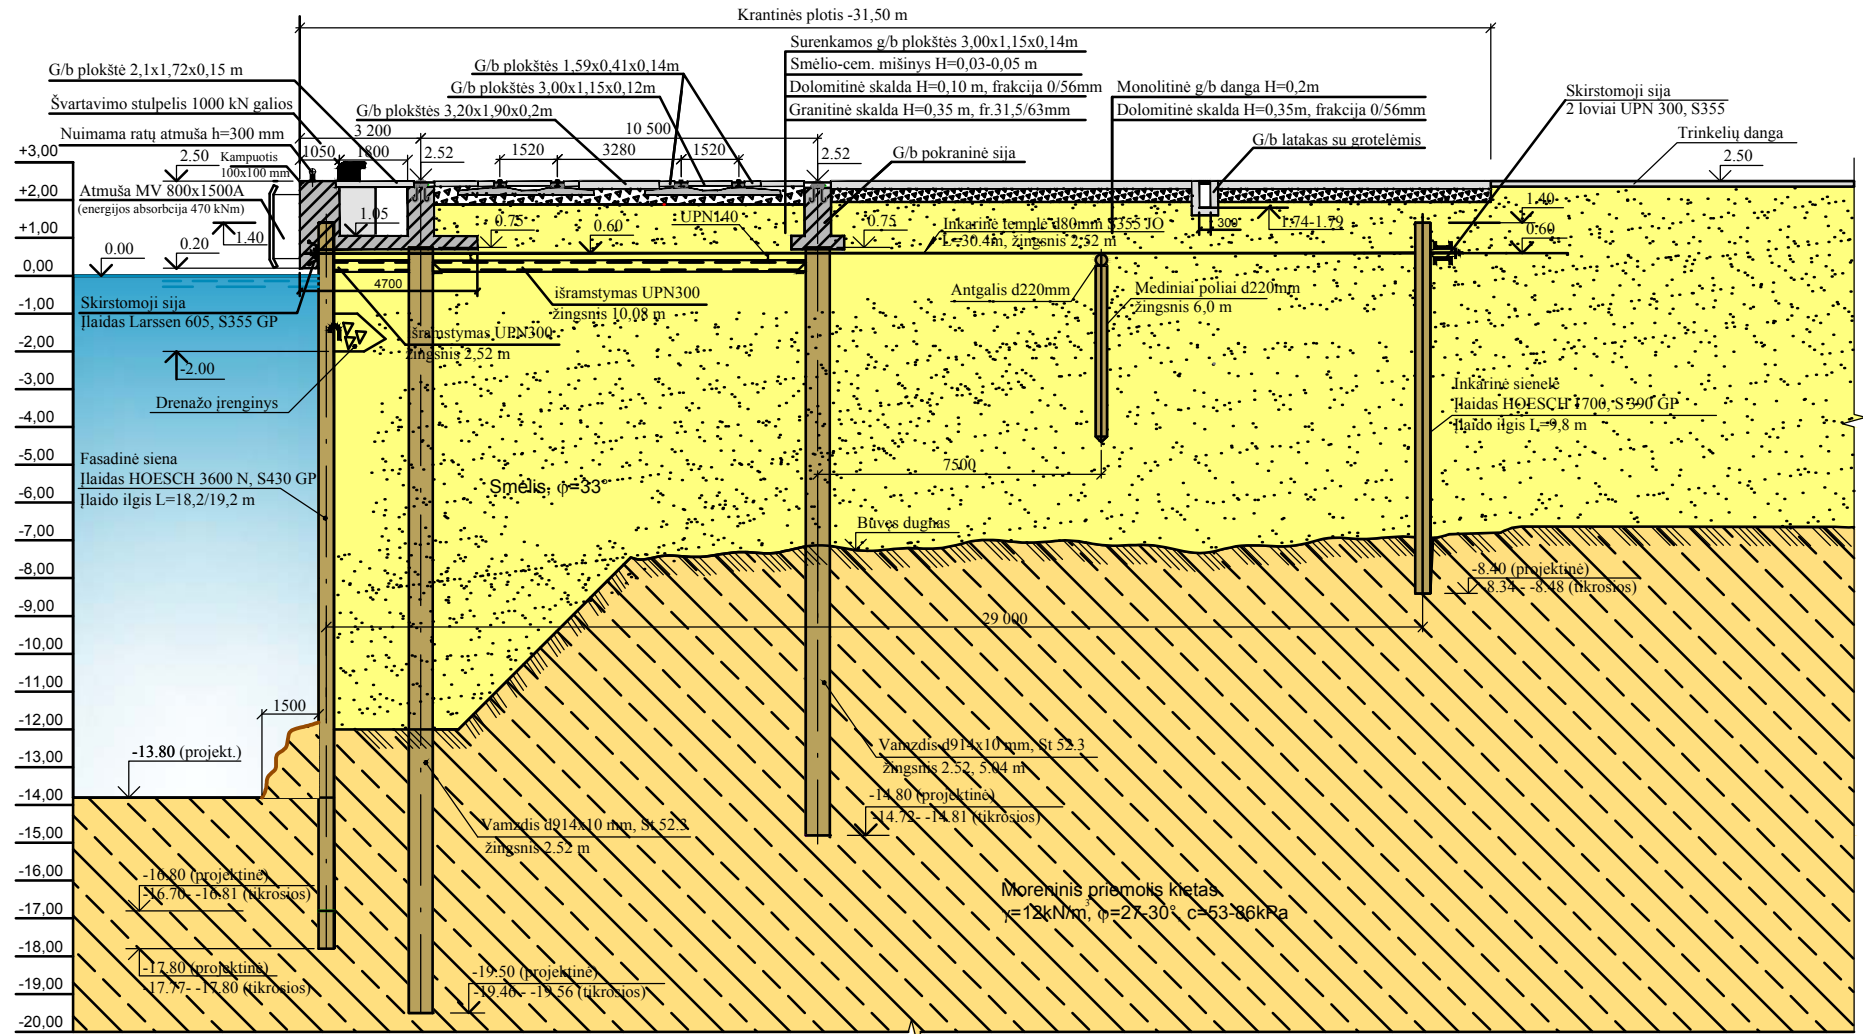 Krantinės plotis -31,50 m
Surenkamos g/b plokštės 3,00x1,15x0,14m
G/b plokštės 1,59x0,41x0,14m
Smėlio-cem. mišinys H=0,03-0,05 m
G/b plokštė 2,1x1,72x0,15 m
G/b plokštės 3,00x1,15x0,12m
Dolomitinė skalda H=0,10 m, frakcija 0/56mm
Monolitinė g/b danga H=0,2m
Skirstomoji sija
2 loviai UPN 300, S355
Švartavimo stulpelis 1000 kN galios
G/b plokštės 3,20x1,90x0,2m
Granitinė skalda H=0,35 m, fr.31,5/63mm
Dolomitinė skalda H=0,35m, frakcija 0/56mm
Nuimama ratų atmuša h=300 mm
3 200
10 500
G/b latakas su grotelėmis
Trinkelių danga
+3,00
2.50
Kampuotis
100x100 mm
1050
1800
2.52
1520
3280
1520
2.52
G/b pokraninė sija
2.50
+2,00
Atmuša MV 800x1500A
(energijos absorbcija 470 kNm)
1.05
0.75
0.60
UPN140
0.75
Inkarinė templė d80mm S355 JO
L=30.4m, žingsnis 2,52 m
300
1.74-1.79
1.40
0.60
+1,00
1.40
0.00
0.20
0,00
4700
išramstymas UPN300
žingsnis 10,08 m
Antgalis d220mm
Mediniai poliai d220mm
žingsnis 6,0 m
-1,00
Skirstomoji sija
Įlaidas Larssen 605, S355 GP
išramstymas UPN300
žingsnis 2,52 m
-2,00
-2.00
-3,00
Drenažo įrenginys
Inkarinė sienelė
Įlaidas HOESCH 1700, S 390 GP
Įlaido ilgis L=9,8 m
-4,00
-5,00
Fasadinė siena
Įlaidas HOESCH 3600 N, S430 GP
Įlaido ilgis L=18,2/19,2 m
7500
Smėlis, φ=33°
-6,00
Buvęs dugnas
-7,00
-8,00
-8.40 (projektinė)
-8.34 - -8.48 (tikrosios)
-9,00
29 000
-10,00
-11,00
1500
-12,00
-13.80 (projekt.)
-13,00
Vamzdis d914x10 mm, St 52.3
žingsnis 2.52, 5.04 m
-14,00
-14.80 (projektinė)
-14.72- -14.81 (tikrosios)
-15,00
Vamzdis d914x10 mm, St 52.3
žingsnis 2.52 m
-16,00
-16.80 (projektinė)
-16.70- -16.81 (tikrosios)
Moreninis priemolis kietas
γ=12kN/m³, φ=27-30°, c=53-86kPa
-17,00
-18,00
-17.80 (projektinė)
-17.77- -17.80 (tikrosios)
-19.50 (projektinė)
-19.46- -19.56 (tikrosios)
-19,00
-20,00